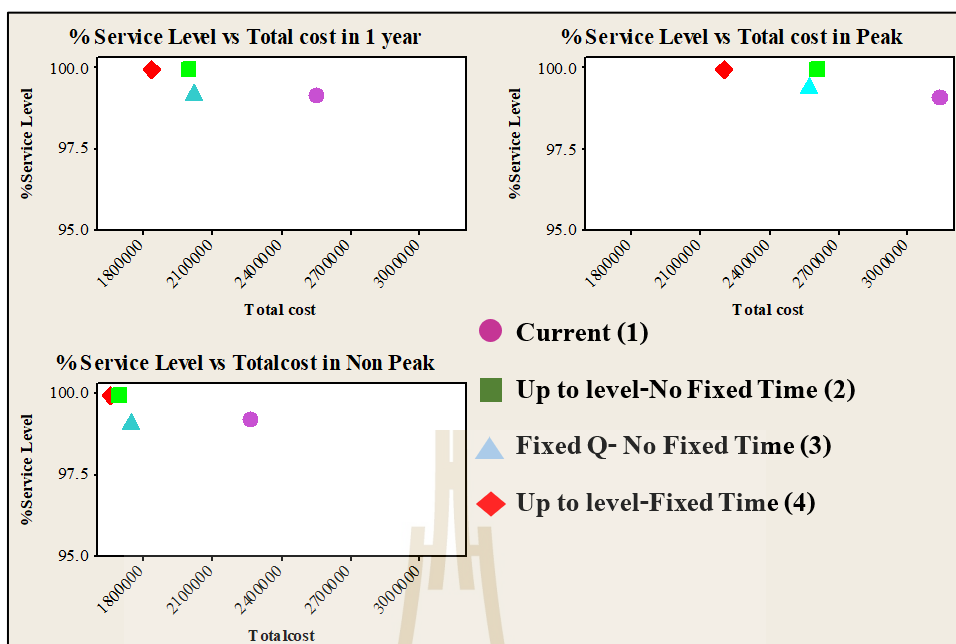 % Service Level vs Total cost in 1 year
%Service Level
100.0
97.5
95.0
1800000
2100000
2400000
2700000
3000000
Total cost
% Service Level vs Total cost in Peak
%Service Level
100.0
97.5
95.0
1800000
2100000
2400000
2700000
3000000
Total cost
% Service Level vs Totalcost in Non Peak
%Service Level
100.0
97.5
95.0
1800000
2100000
2400000
2700000
3000000
Totalcost
Current (1)
Up to level-No Fixed Time (2)
Fixed Q- No Fixed Time (3)
Up to level-Fixed Time (4)